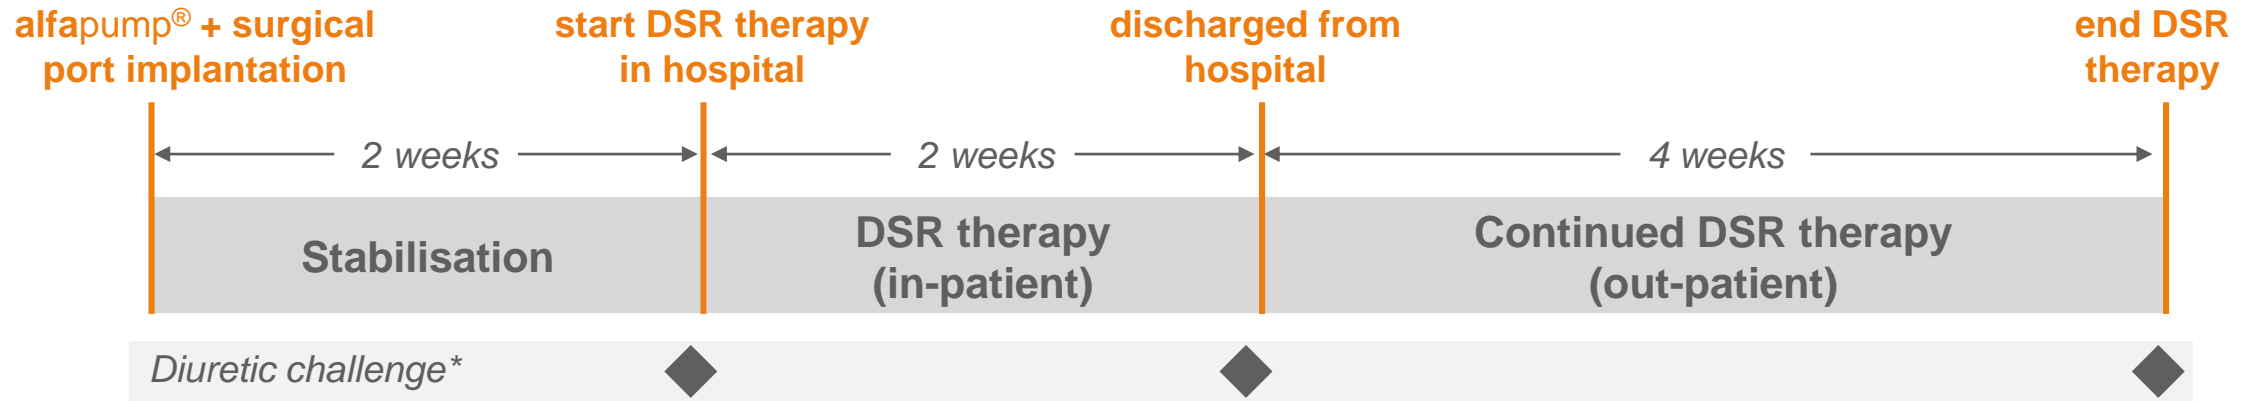 alfapump® + surgical
port implantation
start DSR therapy
in hospital
discharged from
hospital
end DSR
therapy
2 weeks
2 weeks
4 weeks
Stabilisation
DSR therapy
(in-patient)
Continued DSR therapy
(out-patient)
Diuretic challenge*